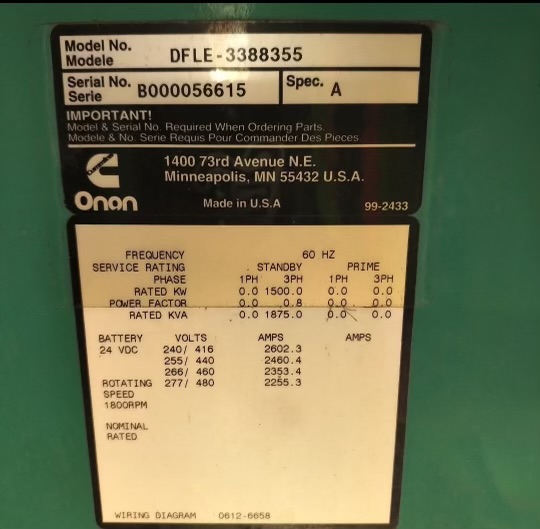 Model No.
Modele
DFLE-3388355
Serial No.
Serie
B000056615
Spec.
A
IMPORTANT!
Model & Serial No. Required When Ordering Parts.
Modele & No. Serie Requis Pour Commander Des Pieces
Cummins
Onan
1400 73rd Avenue N.E.
Minneapolis, MN 55432 U.S.A.
Made in U.S.A
99-2433
FREQUENCY 60 HZ
SERVICE RATING STANDBY PRIME
PHASE 1PH 3PH 1PH 3PH
RATED KW 0.0 1500.0 0.0 0.0
POWER FACTOR 0.0 0.8 0.0 0.0
RATED KVA 0.0 1875.0 0.0 0.0
BATTERY VOLTS AMPS AMPS
24 VDC 240/ 416 2602.3
255/ 440 2460.4
266/ 460 2353.4
ROTATING 277/ 480 2255.3
SPEED
1800RPM
NOMINAL
RATED
WIRING DIAGRAM 0612-6658